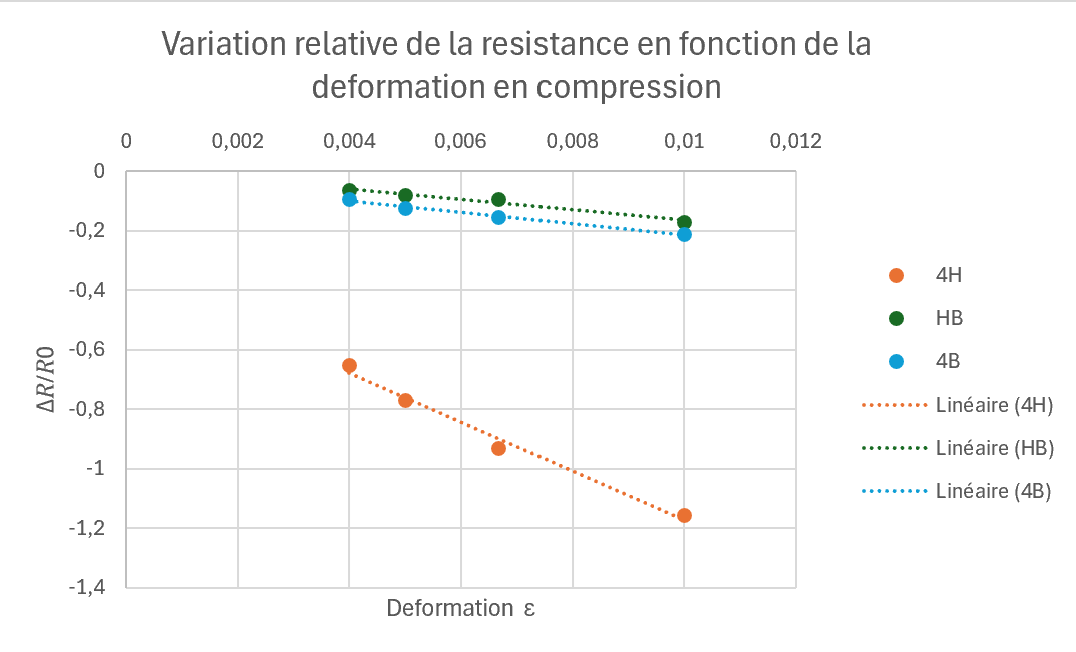 Variation relative de la resistance en fonction de la
deformation en compression
0 0,002 0,004 0,006 0,008 0,01 0,012
0
-0,2
-0,4
-0,6
-0,8
-1
-1,2
-1,4
ΔR/R0
Deformation ε
4H
HB
4B
Linéaire (4H)
Linéaire (HB)
Linéaire (4B)